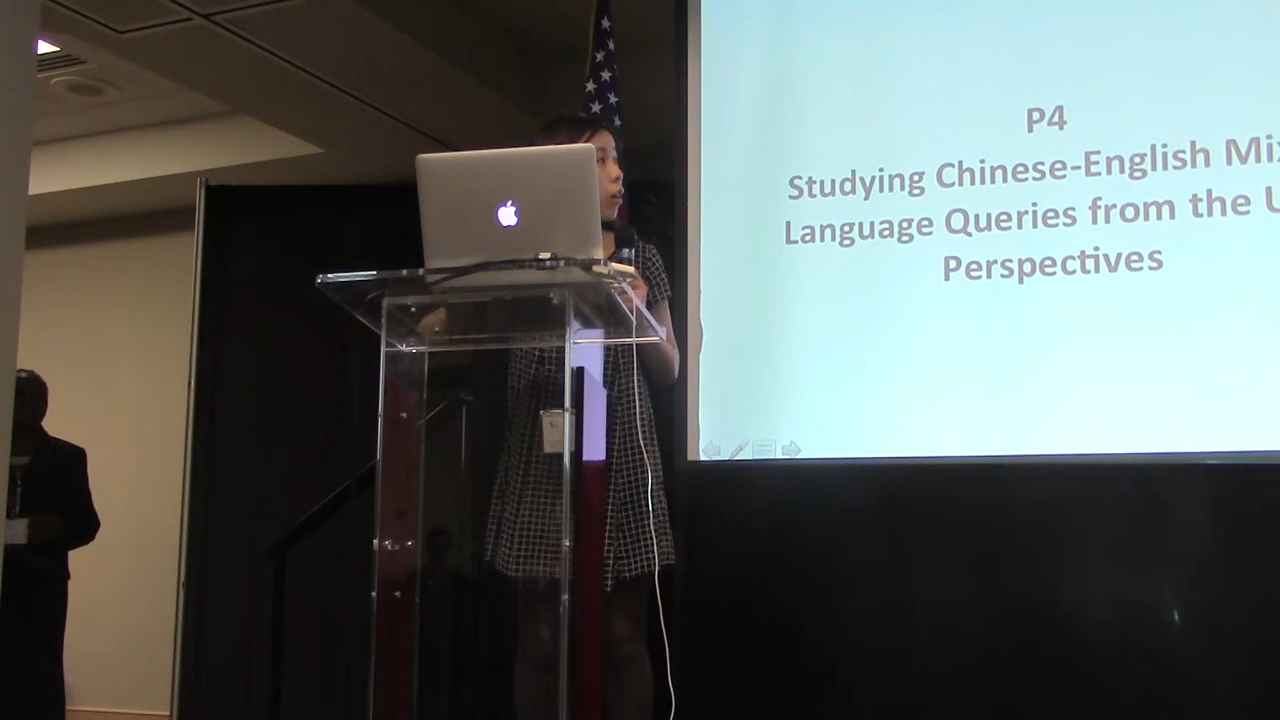 P4
Studying Chinese-English Mix
Language Queries from the U
Perspectives